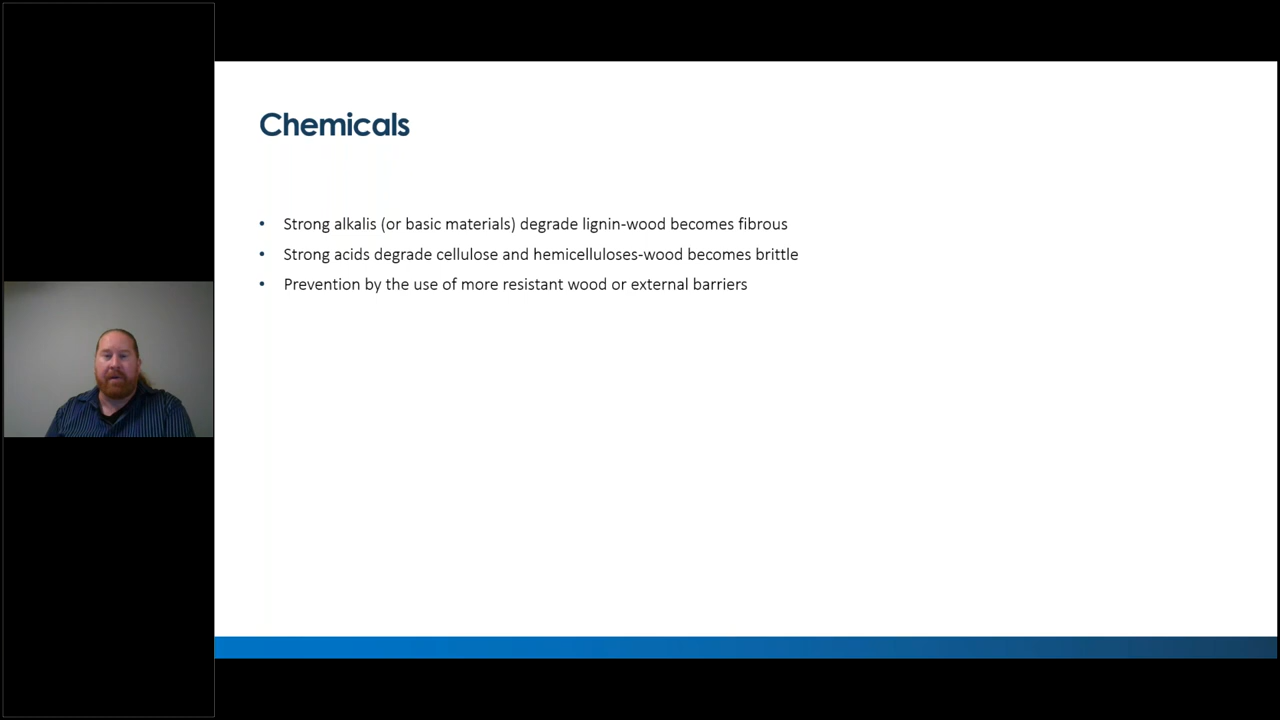 Chemicals
• Strong alkalis (or basic materials) degrade lignin-wood becomes fibrous
• Strong acids degrade cellulose and hemicelluloses-wood becomes brittle
• Prevention by the use of more resistant wood or external barriers